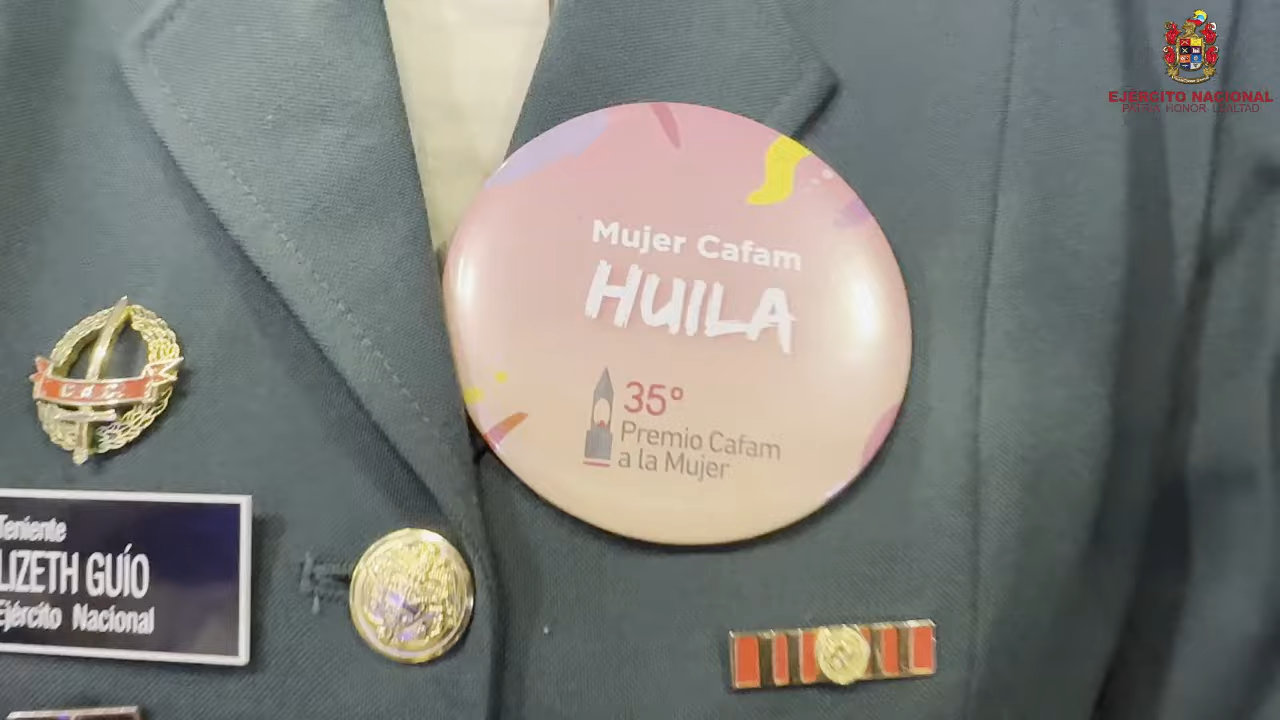 EJÉRCITO NACIONAL
PATRIA HONOR LEALTAD
Mujer Cafam
HUILA
35°
Premio Cafam
a la Mujer
Teniente
LIZETH GUÍO
Ejército Nacional